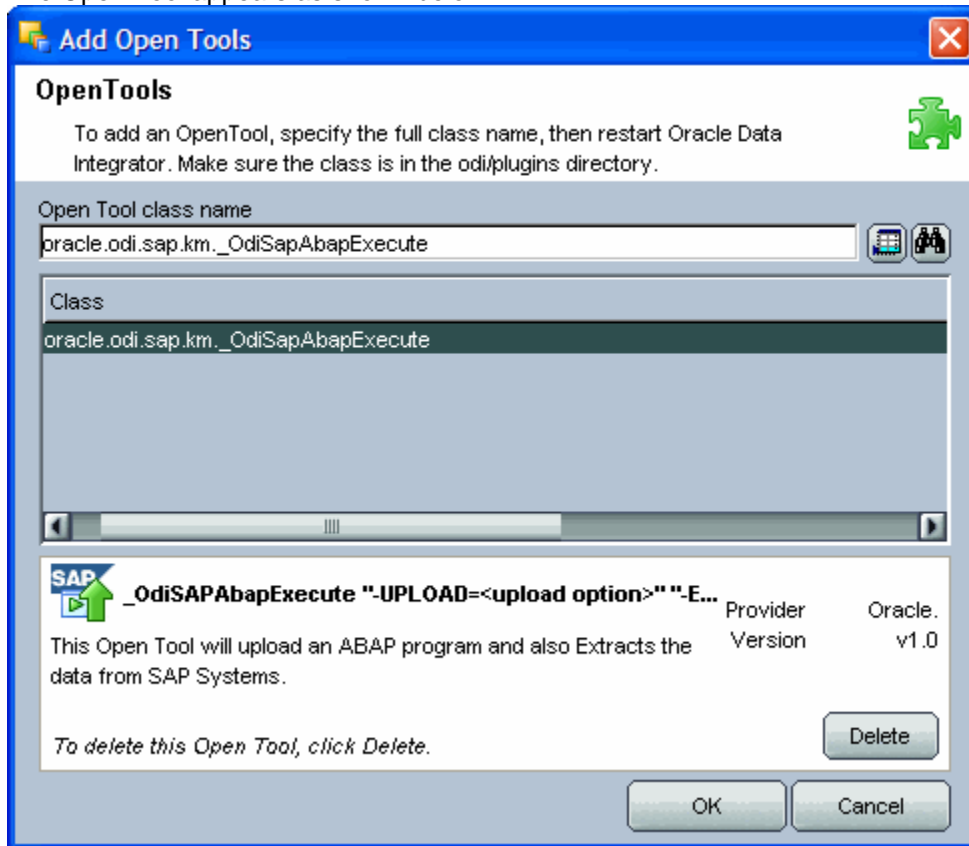 Add Open Tools
OpenTools
To add an OpenTool, specify the full class name, then restart Oracle Data
Integrator. Make sure the class is in the odi/plugins directory.
Open Tool class name
oracle.odi.sap.km._OdiSapAbapExecute
Class
oracle.odi.sap.km._OdiSapAbapExecute
SAP
_OdiSAPAbapExecute "-UPLOAD=<upload option>" "-E...
Provider Oracle.
Version v1.0
This Open Tool will upload an ABAP program and also Extracts the
data from SAP Systems.
To delete this Open Tool, click Delete.
Delete
OK
Cancel